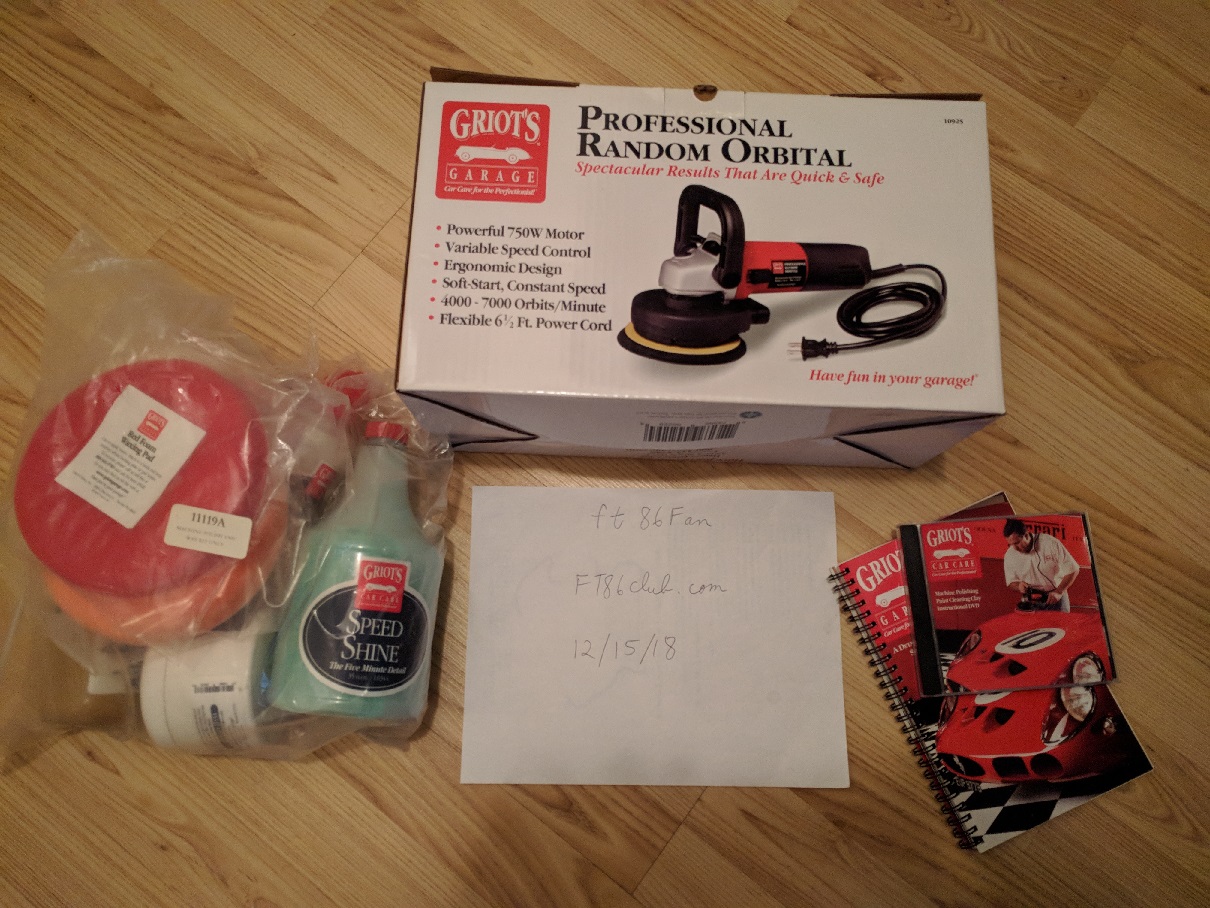 GRIOT'S
GARAGE
Car Care for the Perfectionist!
PROFESSIONAL
RANDOM ORBITAL
Spectacular Results That Are Quick & Safe
10925
• Powerful 750W Motor
• Variable Speed Control
• Ergonomic Design
• Soft-Start, Constant Speed
• 4000 - 7000 Orbits/Minute
• Flexible 6½ Ft. Power Cord
Have fun in your garage!
GRIOT'S
Red Foam
Waxing Pad
11119A
GRIOT'S
CAR CARE
SPEED
SHINE
The Five Minute Detail
ft 86Fan
FT86club.com
12/15/18
GRIOT'S
CAR CARE
Machine Polishing
Paint Cleaning Clay
Instructional DVD
10
GRIO
GAR